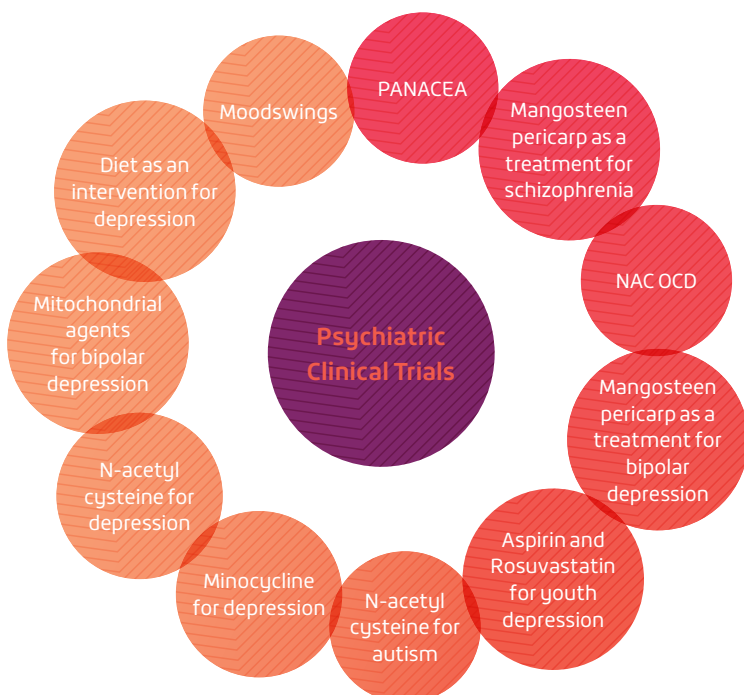 PANACEA
Mangosteen
pericarp as a
treatment for
schizophrenia
NAC OCD
Mangosteen
pericarp as a
treatment for
bipolar
depression
Aspirin and
Rosuvastatin
for youth
depression
N-acetyl
cysteine for
autism
Minocycline
for depression
N-acetyl
cysteine for
depression
Mitochondrial
agents
for bipolar
depression
Diet as an
intervention for
depression
Moodswings
Psychiatric
Clinical Trials